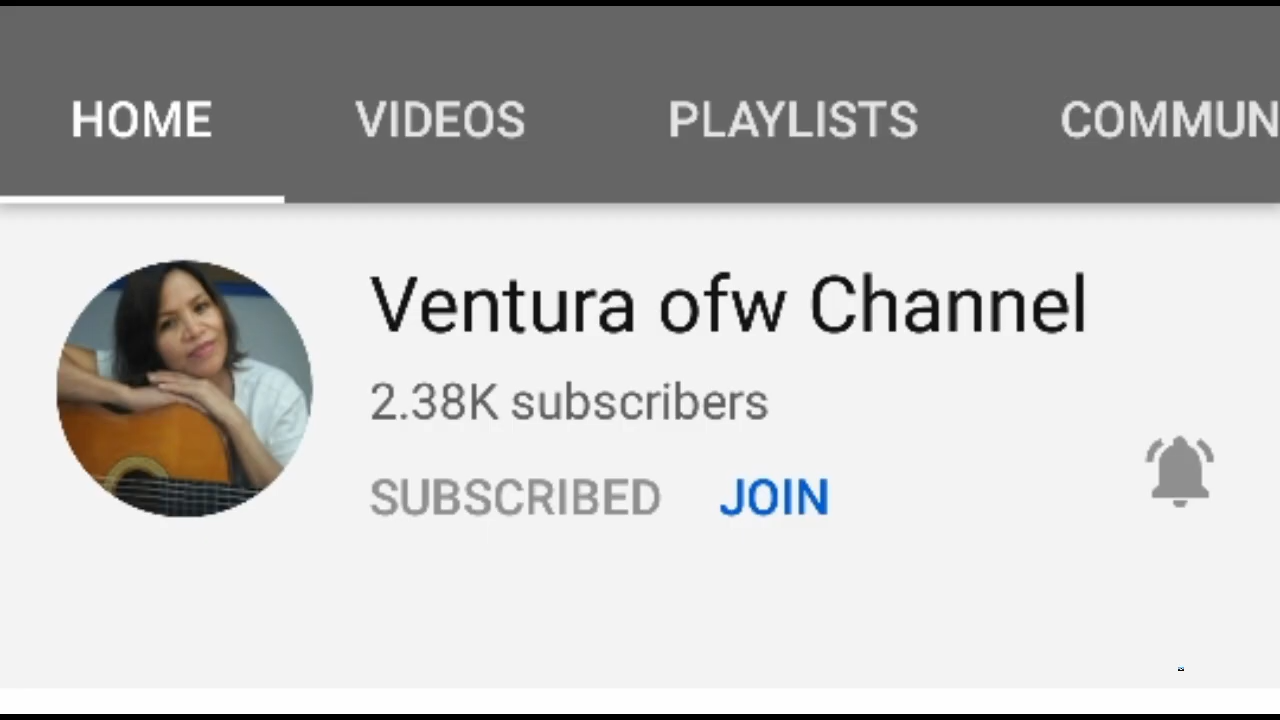 HOME VIDEOS PLAYLISTS COMMUN
Ventura ofw Channel
2.38K subscribers
SUBSCRIBED JOIN